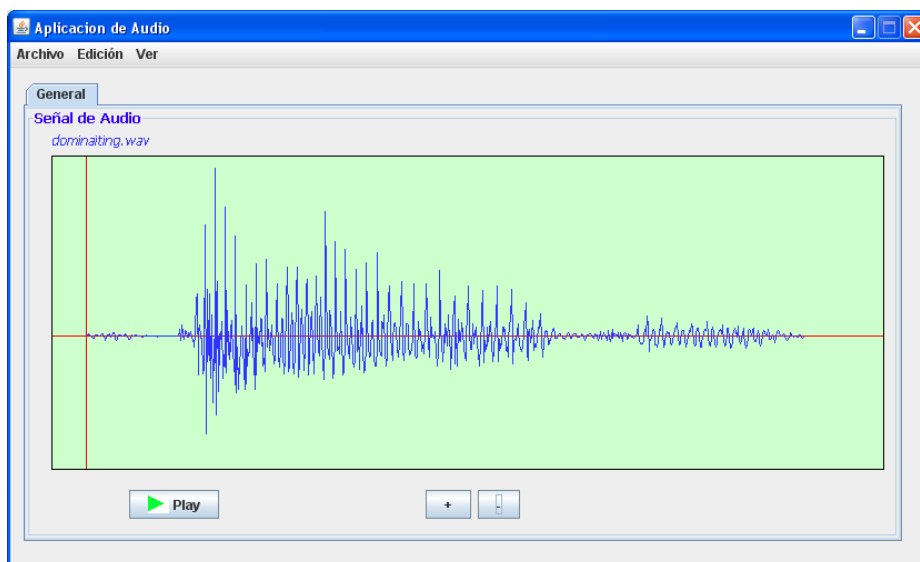 Aplicacion de Audio
Archivo Edición Ver
General
Señal de Audio
dominaiting.wav
Play + -